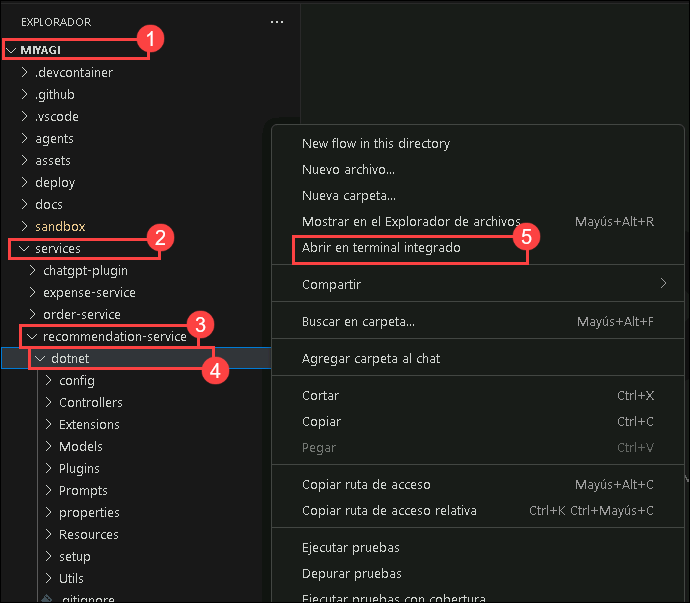 EXPLORADOR
MIYAGI
1
.devcontainer
.github
.vscode
agents
assets
deploy
docs
sandbox
services
2
chatgpt-plugin
expense-service
order-service
recommendation-service
3
dotnet
4
config
Controllers
Extensions
Models
Plugins
Prompts
properties
Resources
setup
Utils
.gitignore
New flow in this directory
Nuevo archivo...
Nueva carpeta...
Mostrar en el Explorador de archivos Mayús+Alt+R
Abrir en terminal integrado
5
Compartir
Buscar en carpeta... Mayús+Alt+F
Agregar carpeta al chat
Cortar Ctrl+X
Copiar Ctrl+C
Pegar Ctrl+V
Copiar ruta de acceso Mayús+Alt+C
Copiar ruta de acceso relativa Ctrl+K Ctrl+Mayús+C
Ejecutar pruebas
Depurar pruebas
Ejecutar pruebas con cobertura